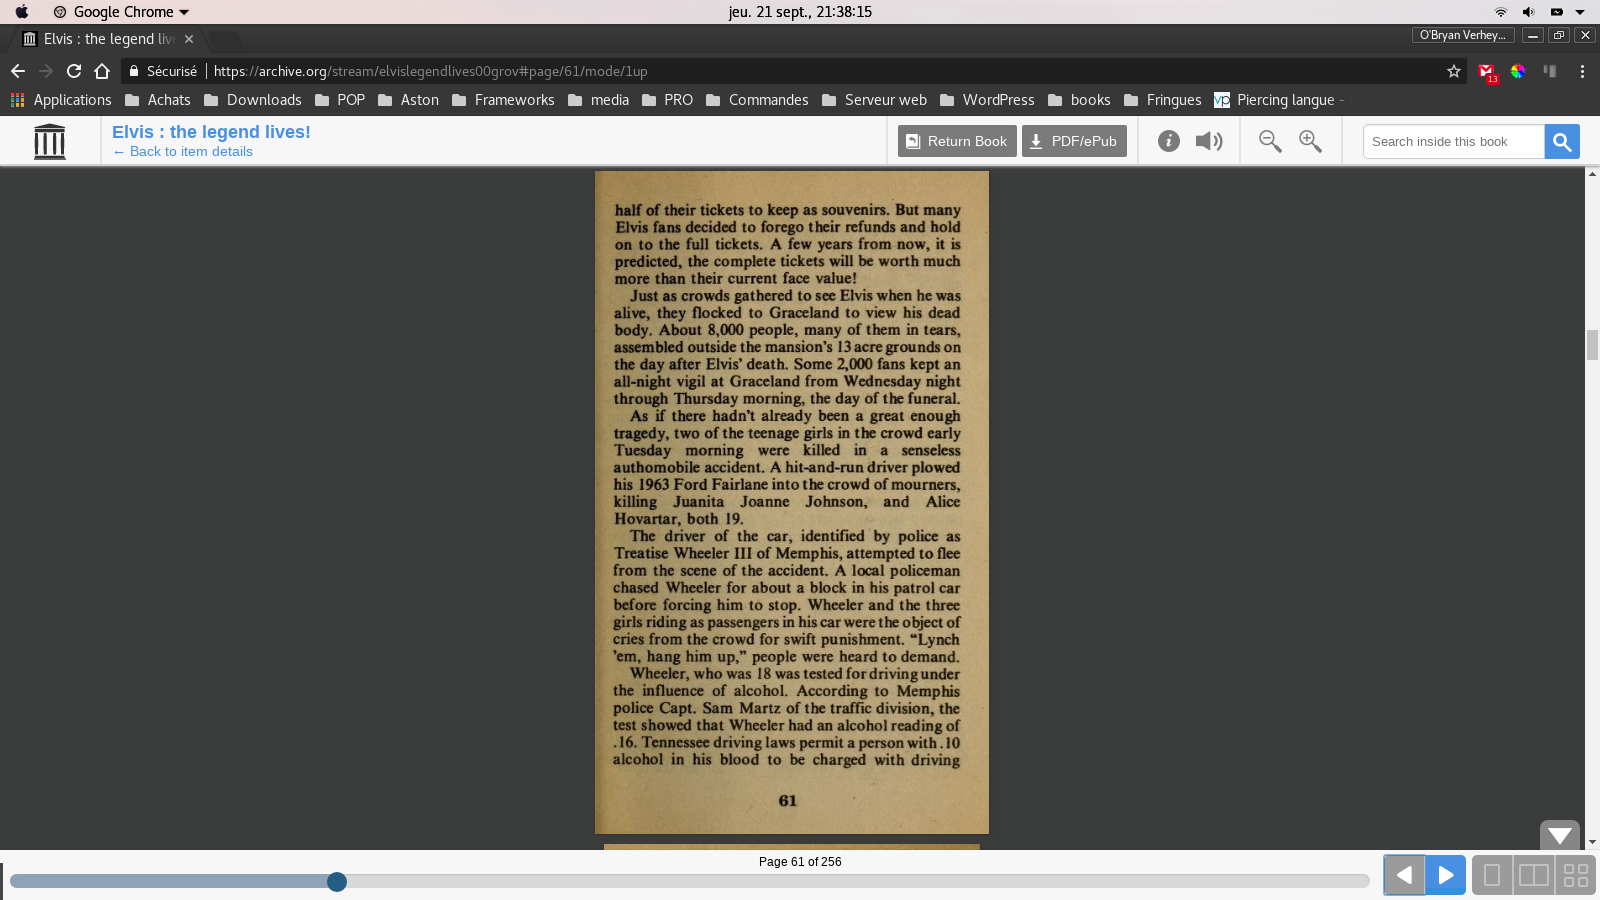 Google Chrome
jeu. 21 sept., 21:38:15
Elvis : the legend live
O'Bryan Verhey...
Sécurisé
https://archive.org/stream/elvislegendlives00grov#page/61/mode/1up
13
Applications Achats Downloads POP Aston Frameworks media PRO Commandes Serveur web WordPress books Fringues vp Piercing langue -
Elvis : the legend lives!
← Back to item details
Return Book
PDF/ePub
Search inside this book
half of their tickets to keep as souvenirs. But many
Elvis fans decided to forego their refunds and hold
on to the full tickets. A few years from now, it is
predicted, the complete tickets will be worth much
more than their current face value!
Just as crowds gathered to see Elvis when he was
alive, they flocked to Graceland to view his dead
body. About 8,000 people, many of them in tears,
assembled outside the mansion's 13 acre grounds on
the day after Elvis' death. Some 2,000 fans kept an
all-night vigil at Graceland from Wednesday night
through Thursday morning, the day of the funeral.
As if there hadn't already been a great enough
tragedy, two of the teenage girls in the crowd early
Tuesday morning were killed in a senseless
authomobile accident. A hit-and-run driver plowed
his 1963 Ford Fairlane into the crowd of mourners,
killing Juanita Joanne Johnson, and Alice
Hovartar, both 19.
The driver of the car, identified by police as
Treatise Wheeler III of Memphis, attempted to flee
from the scene of the accident. A local policeman
chased Wheeler for about a block in his patrol car
before forcing him to stop. Wheeler and the three
girls riding as passengers in his car were the object of
cries from the crowd for swift punishment. "Lynch
'em, hang him up," people were heard to demand.
Wheeler, who was 18 was tested for driving under
the influence of alcohol. According to Memphis
police Capt. Sam Martz of the traffic division, the
test showed that Wheeler had an alcohol reading of
.16. Tennessee driving laws permit a person with .10
alcohol in his blood to be charged with driving
61
Page 61 of 256